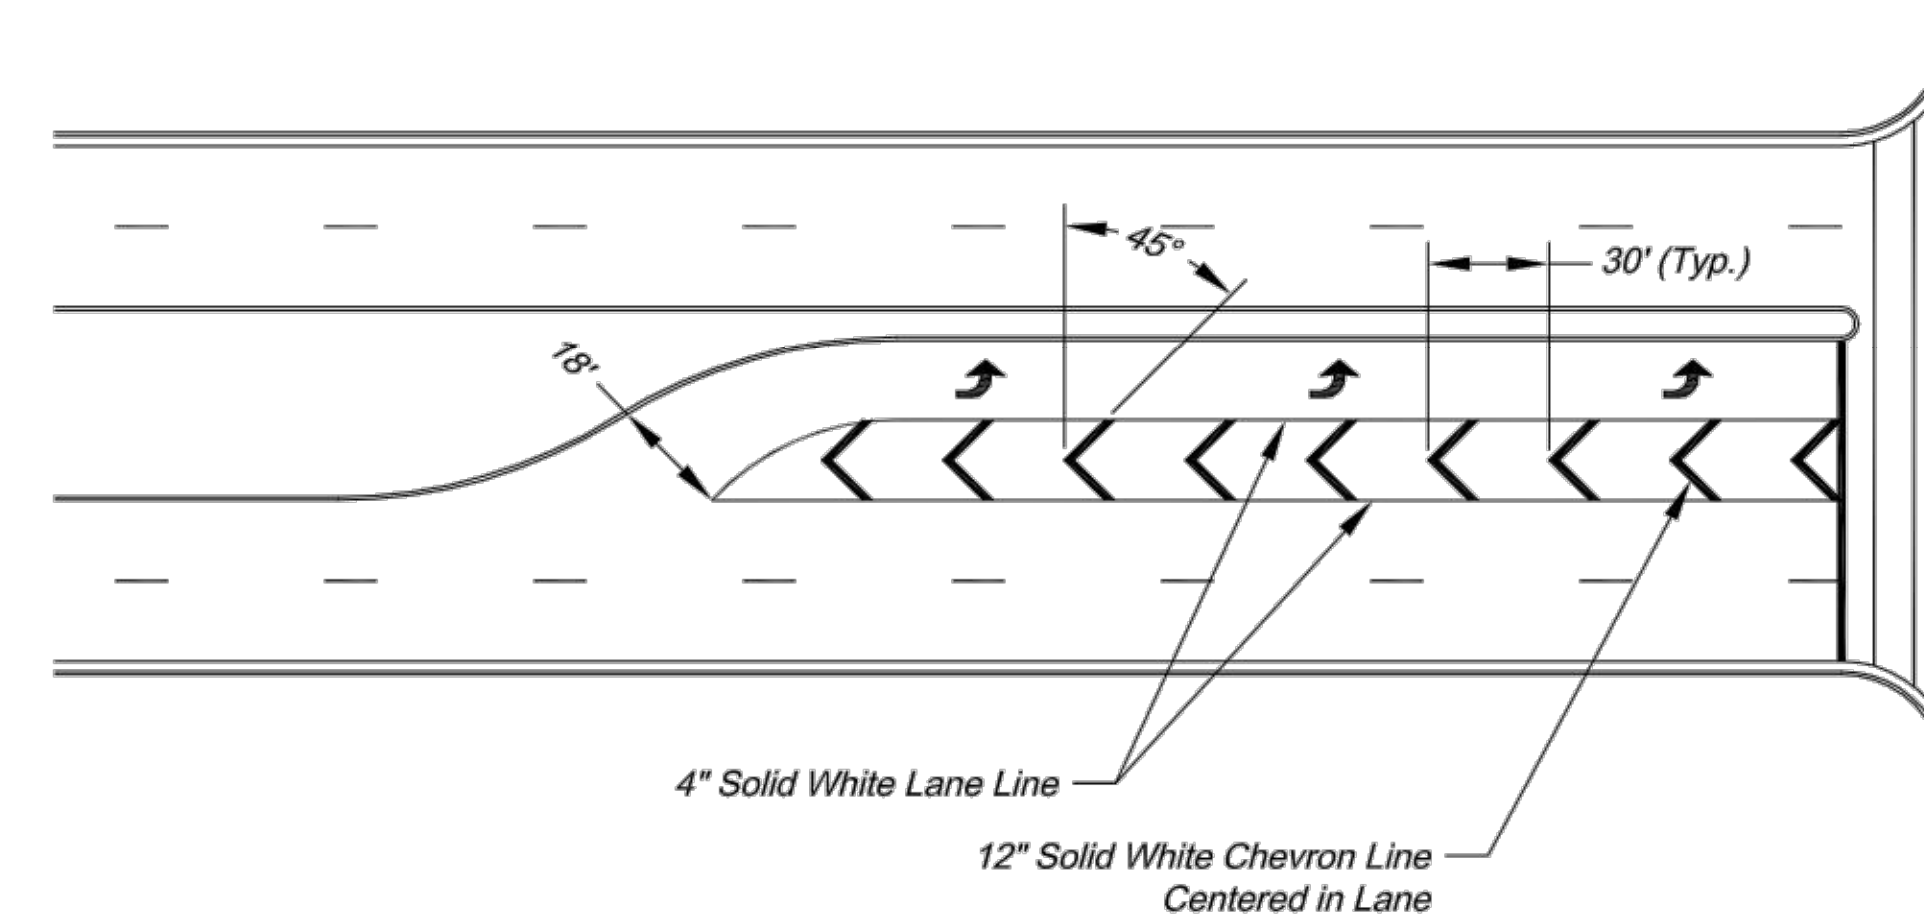 45°
30' (Typ.)
18'
4" Solid White Lane Line
12" Solid White Chevron Line
Centered in Lane